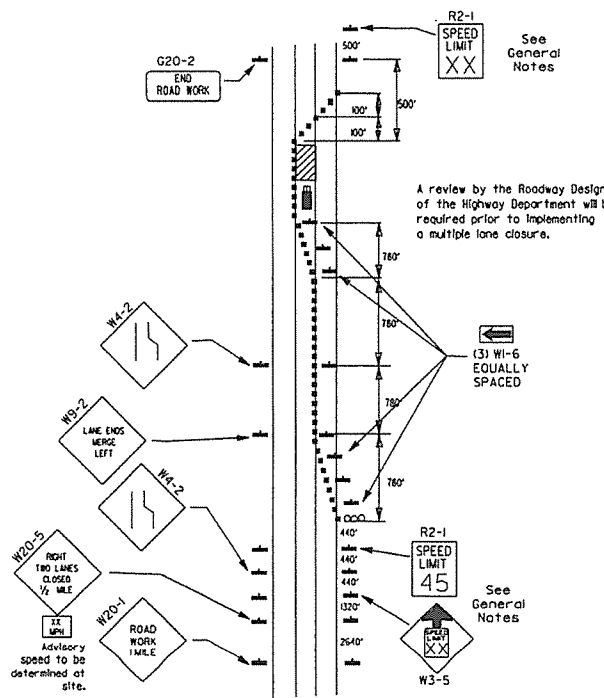 R2-1
SPEED
LIMIT
XX
See
General
Notes
500'
G20-2
END
ROAD WORK
100'
100'
500'
A review by the Roadway Design
of the Highway Department will b
required prior to implementing
a multiple lane closure.
780'
780'
780'
780'
(3) W1-6
EQUALLY
SPACED
W4-2
W9-2
LANE ENDS
MERGE
LEFT
W4-2
W20-5
RIGHT
TWO LANES
CLOSED
1/2 MILE
XX
MPH
Advisory
speed to be
determined at
site.
W20-1
ROAD
WORK
1 MILE
440'
440'
440'
1320'
2640'
R2-1
SPEED
LIMIT
45
See
General
Notes
SPEED
LIMIT
XX
W3-5